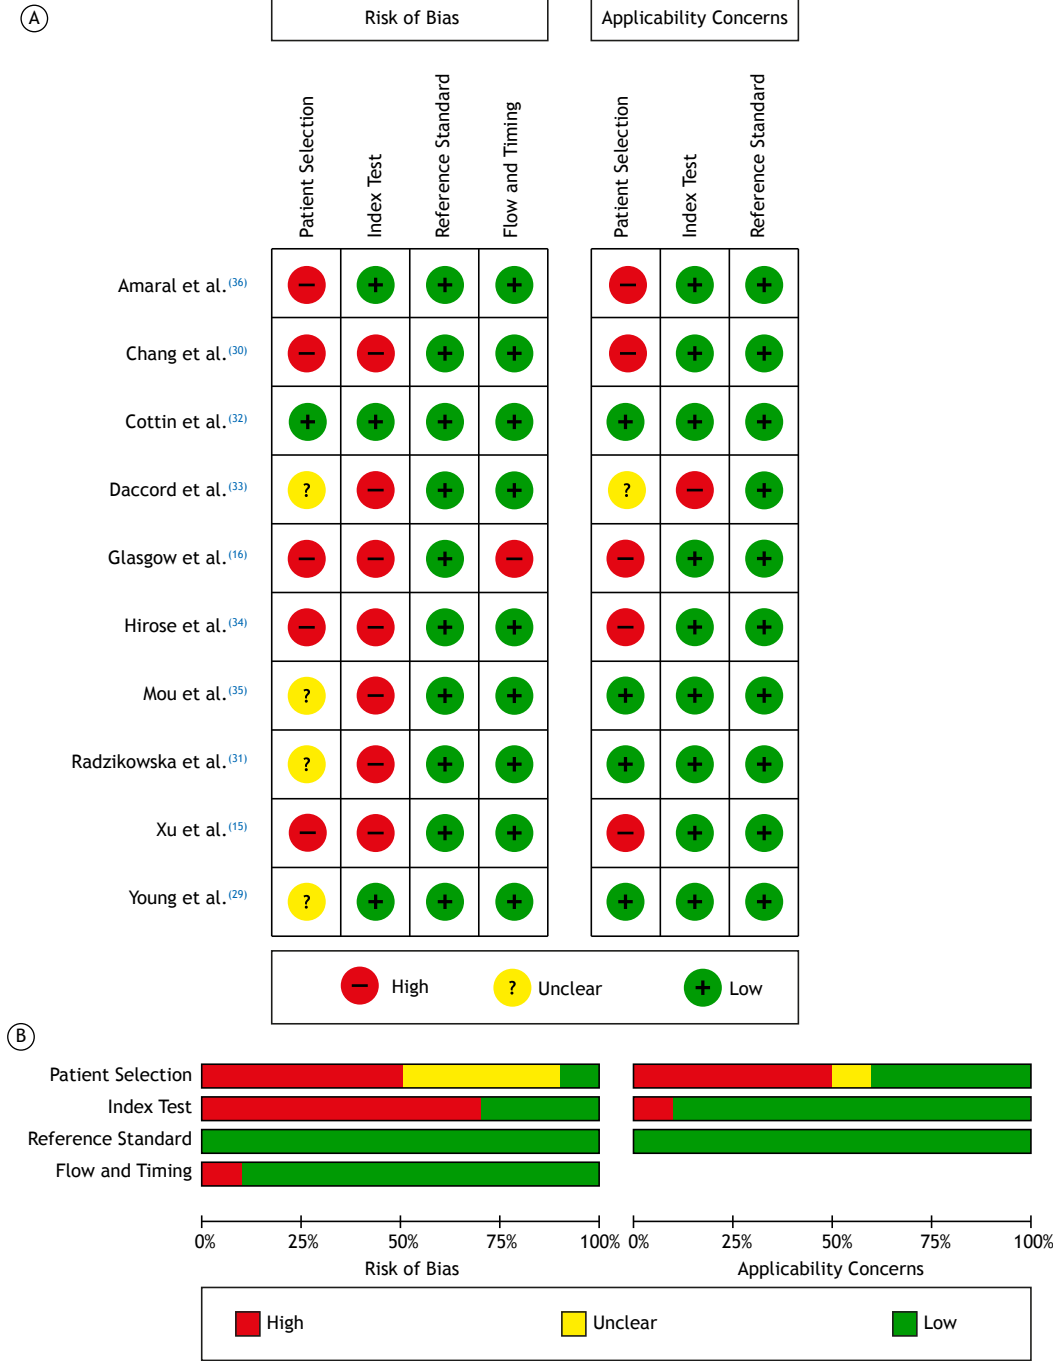 A
Risk of Bias
Applicability Concerns
Patient Selection
Index Test
Reference Standard
Flow and Timing
Patient Selection
Index Test
Reference Standard
Amaral et al.(36) − + + + − + +
Chang et al.(30) − − + + − + +
Cottin et al.(32) + + + + + + +
Daccord et al.(33) ? − + + ? − +
Glasgow et al.(16) − − + − − + +
Hirose et al.(34) − − + + − + +
Mou et al.(35) ? − + + + + +
Radzikowska et al.(31) ? − + + + + +
Xu et al.(15) − − + + − + +
Young et al.(29) ? + + + + + +
− High ? Unclear + Low
B
Patient Selection
Index Test
Reference Standard
Flow and Timing
0% 25% 50% 75% 100% 0% 25% 50% 75% 100%
Risk of Bias
Applicability Concerns
High Unclear Low